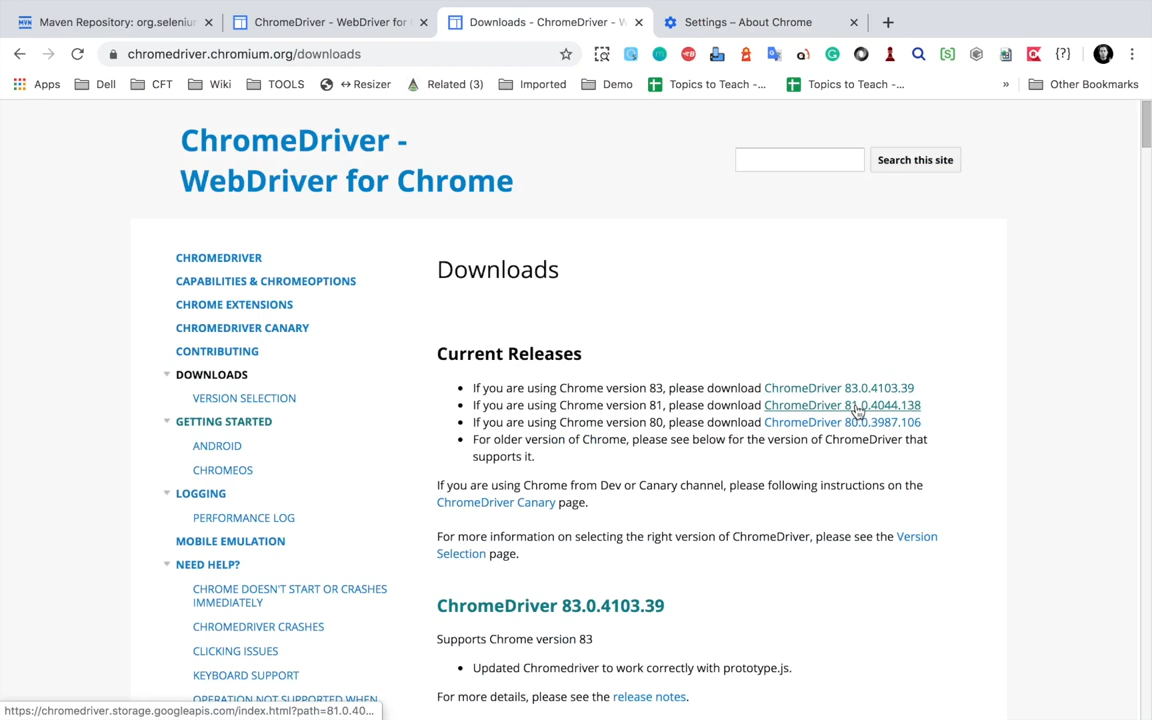 Maven Repository: org.seleniu
ChromeDriver - WebDriver for
Downloads - ChromeDriver - W
Settings – About Chrome
chromedriver.chromium.org/downloads
Apps
Dell
CFT
Wiki
TOOLS
↔Resizer
Related (3)
Imported
Demo
Topics to Teach -...
Topics to Teach -...
»
Other Bookmarks
ChromeDriver -
WebDriver for Chrome
Search this site
CHROMEDRIVER
CAPABILITIES & CHROMEOPTIONS
CHROME EXTENSIONS
CHROMEDRIVER CANARY
CONTRIBUTING
DOWNLOADS
VERSION SELECTION
GETTING STARTED
ANDROID
CHROMEOS
LOGGING
PERFORMANCE LOG
MOBILE EMULATION
NEED HELP?
CHROME DOESN'T START OR CRASHES
IMMEDIATELY
CHROMEDRIVER CRASHES
CLICKING ISSUES
KEYBOARD SUPPORT
OPERATION NOT SUPPORTED WHEN
Downloads
Current Releases
• If you are using Chrome version 83, please download ChromeDriver 83.0.4103.39
• If you are using Chrome version 81, please download ChromeDriver 81.0.4044.138
• If you are using Chrome version 80, please download ChromeDriver 80.0.3987.106
• For older version of Chrome, please see below for the version of ChromeDriver that
supports it.
If you are using Chrome from Dev or Canary channel, please following instructions on the
ChromeDriver Canary page.
For more information on selecting the right version of ChromeDriver, please see the Version
Selection page.
ChromeDriver 83.0.4103.39
Supports Chrome version 83
• Updated Chromedriver to work correctly with prototype.js.
For more details, please see the release notes.
https://chromedriver.storage.googleapis.com/index.html?path=81.0.40...